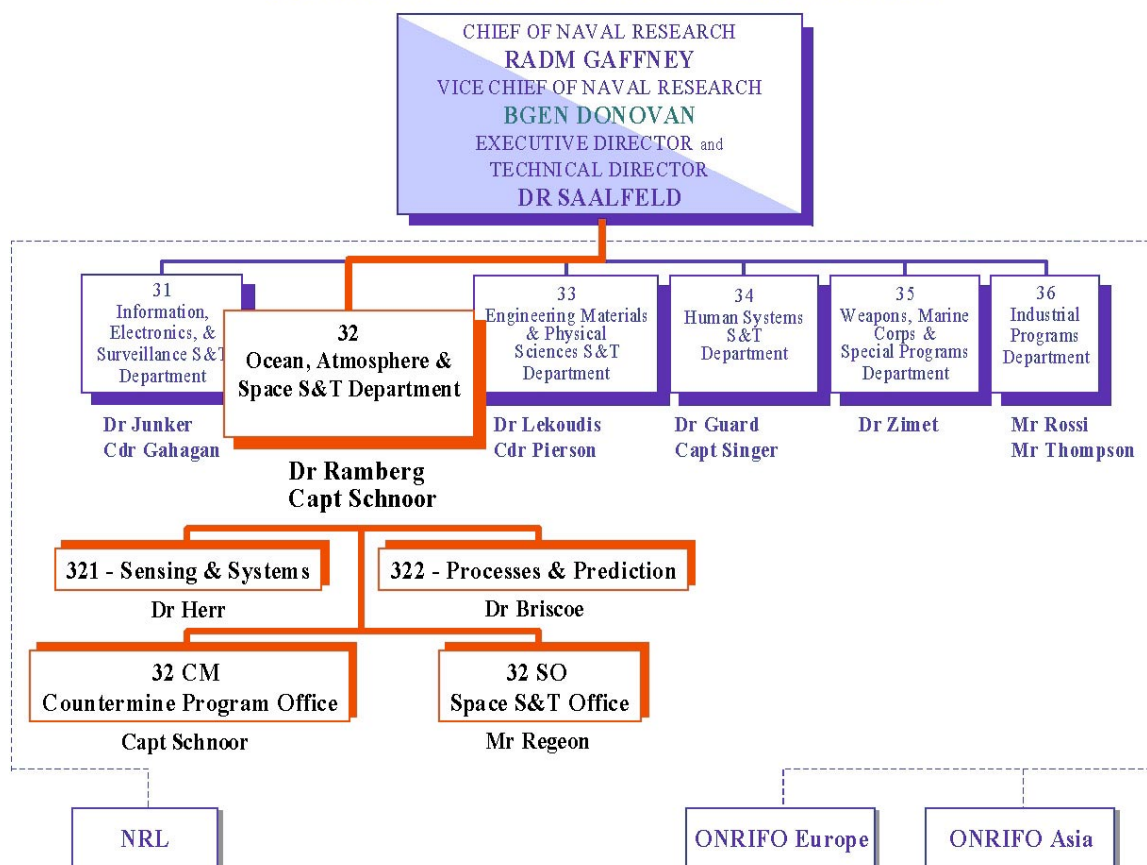 CHIEF OF NAVAL RESEARCH
RADM GAFFNEY
VICE CHIEF OF NAVAL RESEARCH
BGEN DONOVAN
EXECUTIVE DIRECTOR and
TECHNICAL DIRECTOR
DR SAALFELD
31
Information,
Electronics, &
Surveillance S&T
Department
Dr Junker
Cdr Gahagan
32
Ocean, Atmosphere &
Space S&T Department
Dr Ramberg
Capt Schnoor
33
Engineering Materials
& Physical
Sciences S&T
Department
Dr Lekoudis
Cdr Pierson
34
Human Systems
S&T
Department
Dr Guard
Capt Singer
35
Weapons, Marine
Corps &
Special Programs
Department
Dr Zimet
36
Industrial
Programs
Department
Mr Rossi
Mr Thompson
321 - Sensing & Systems
Dr Herr
322 - Processes & Prediction
Dr Briscoe
32 CM
Countermine Program Office
Capt Schnoor
32 SO
Space S&T Office
Mr Regeon
NRL
ONRIFO Europe
ONRIFO Asia